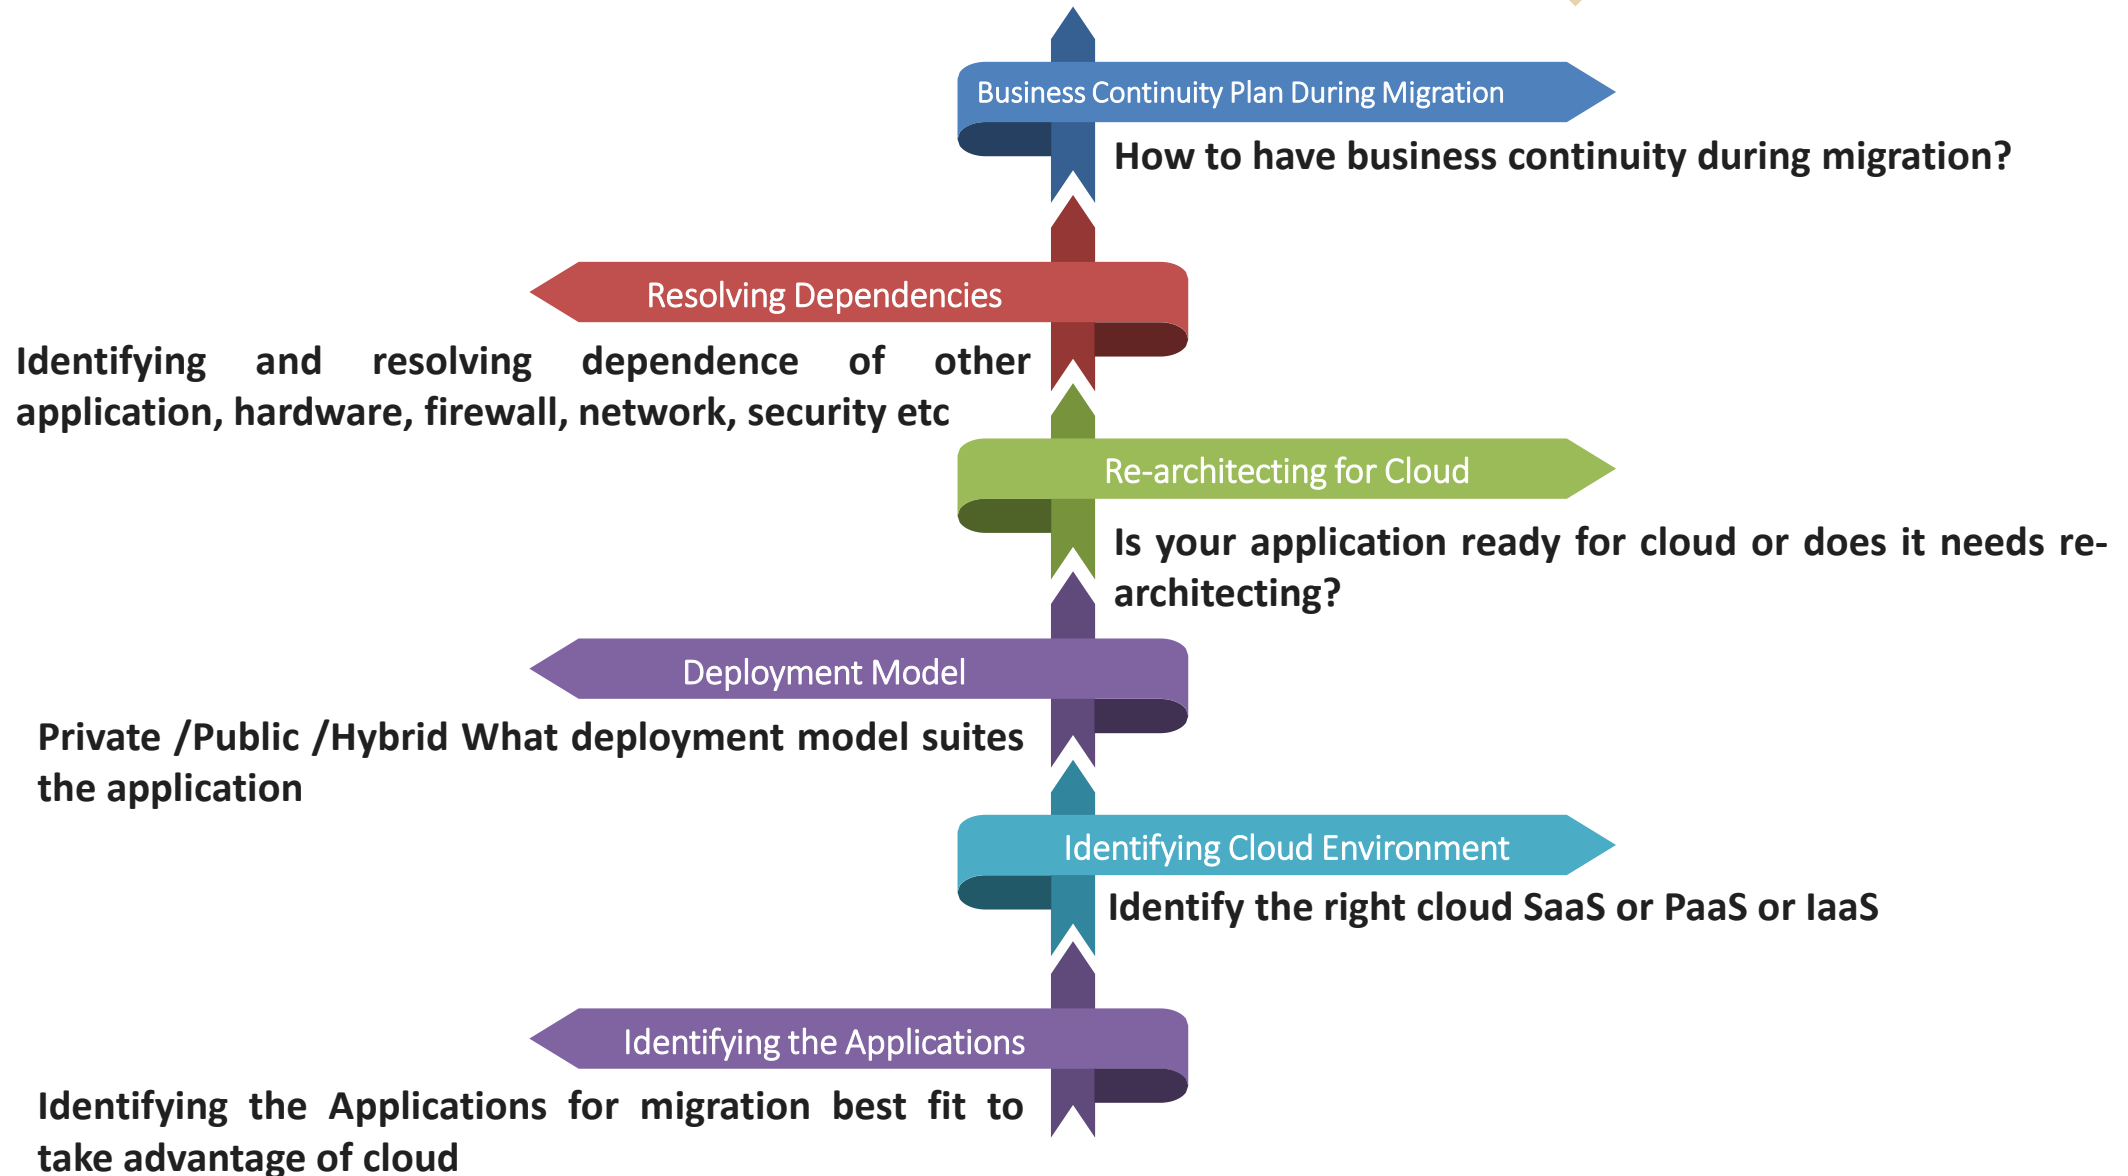 Business Continuity Plan During Migration
How to have business continuity during migration?
Resolving Dependencies
Identifying and resolving dependence of other
application, hardware, firewall, network, security etc
Re-architecting for Cloud
Is your application ready for cloud or does it needs re-
architecting?
Deployment Model
Private /Public /Hybrid What deployment model suites
the application
Identifying Cloud Environment
Identify the right cloud SaaS or PaaS or IaaS
Identifying the Applications
Identifying the Applications for migration best fit to
take advantage of cloud